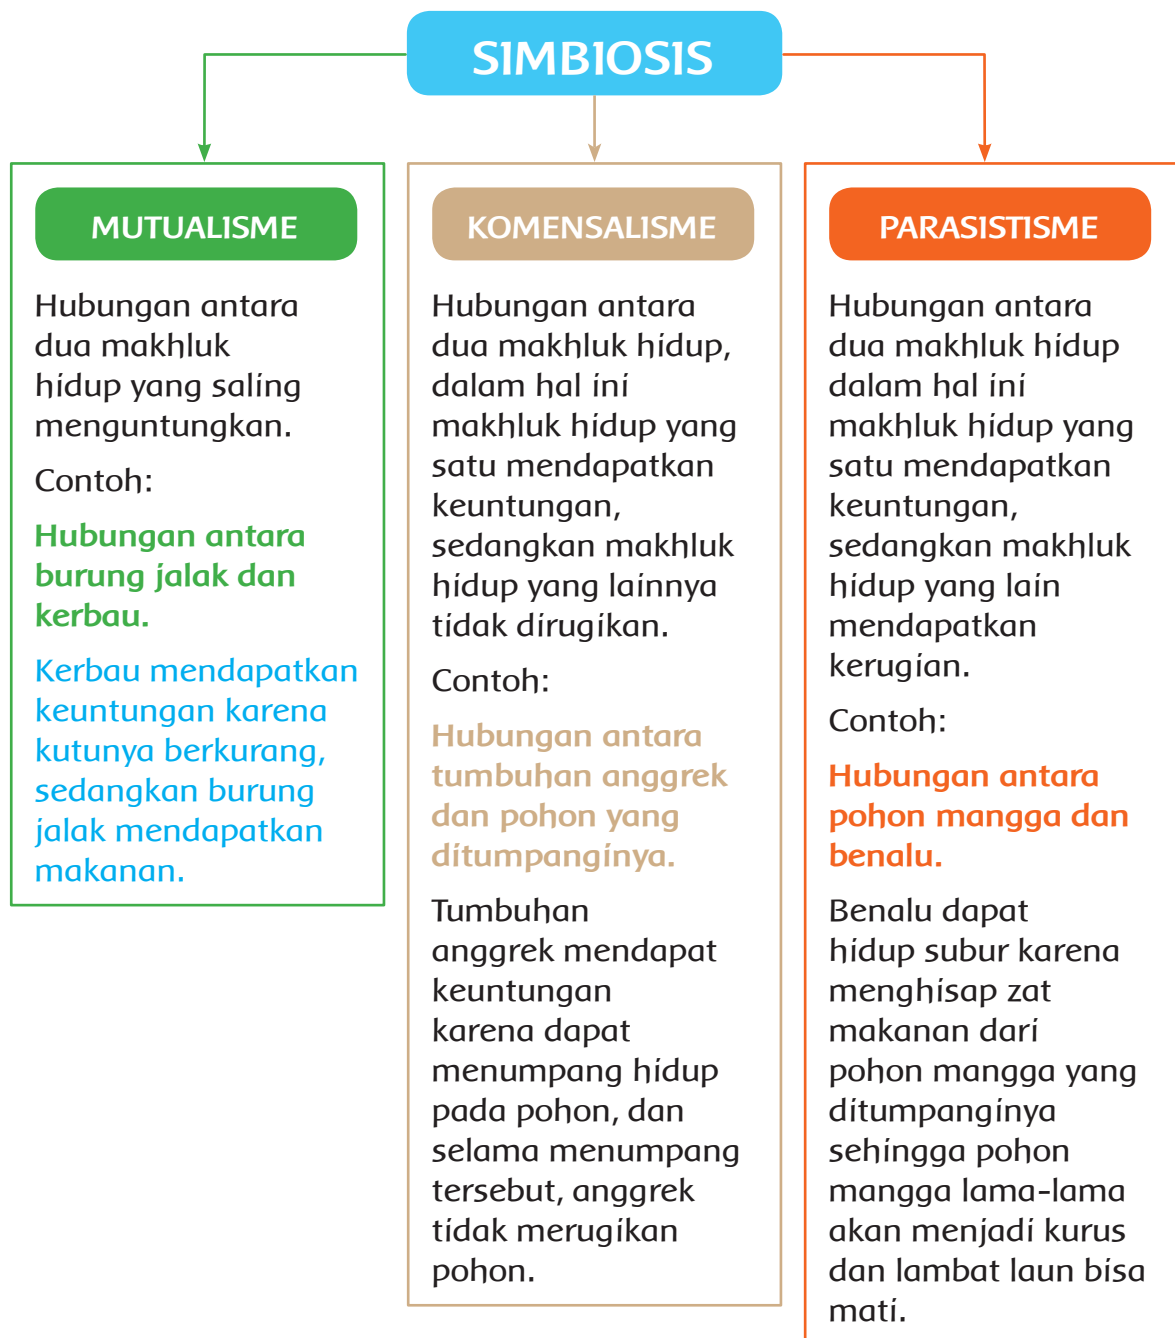 SIMBIOSIS
MUTUALISME
Hubungan antara
dua makhluk
hidup yang saling
menguntungkan.
Contoh:
Hubungan antara
burung jalak dan
kerbau.
Kerbau mendapatkan
keuntungan karena
kutunya berkurang,
sedangkan burung
jalak mendapatkan
makanan.
KOMENSALISME
Hubungan antara
dua makhluk hidup,
dalam hal ini
makhluk hidup yang
satu mendapatkan
keuntungan,
sedangkan makhluk
hidup yang lainnya
tidak dirugikan.
Contoh:
Hubungan antara
tumbuhan anggrek
dan pohon yang
ditumpanginya.
Tumbuhan
anggrek mendapat
keuntungan
karena dapat
menumpang hidup
pada pohon, dan
selama menumpang
tersebut, anggrek
tidak merugikan
pohon.
PARASISTISME
Hubungan antara
dua makhluk hidup
dalam hal ini
makhluk hidup yang
satu mendapatkan
keuntungan,
sedangkan makhluk
hidup yang lain
mendapatkan
kerugian.
Contoh:
Hubungan antara
pohon mangga dan
benalu.
Benalu dapat
hidup subur karena
menghisap zat
makanan dari
pohon mangga yang
ditumpanginya
sehingga pohon
mangga lama-lama
akan menjadi kurus
dan lambat laun bisa
mati.